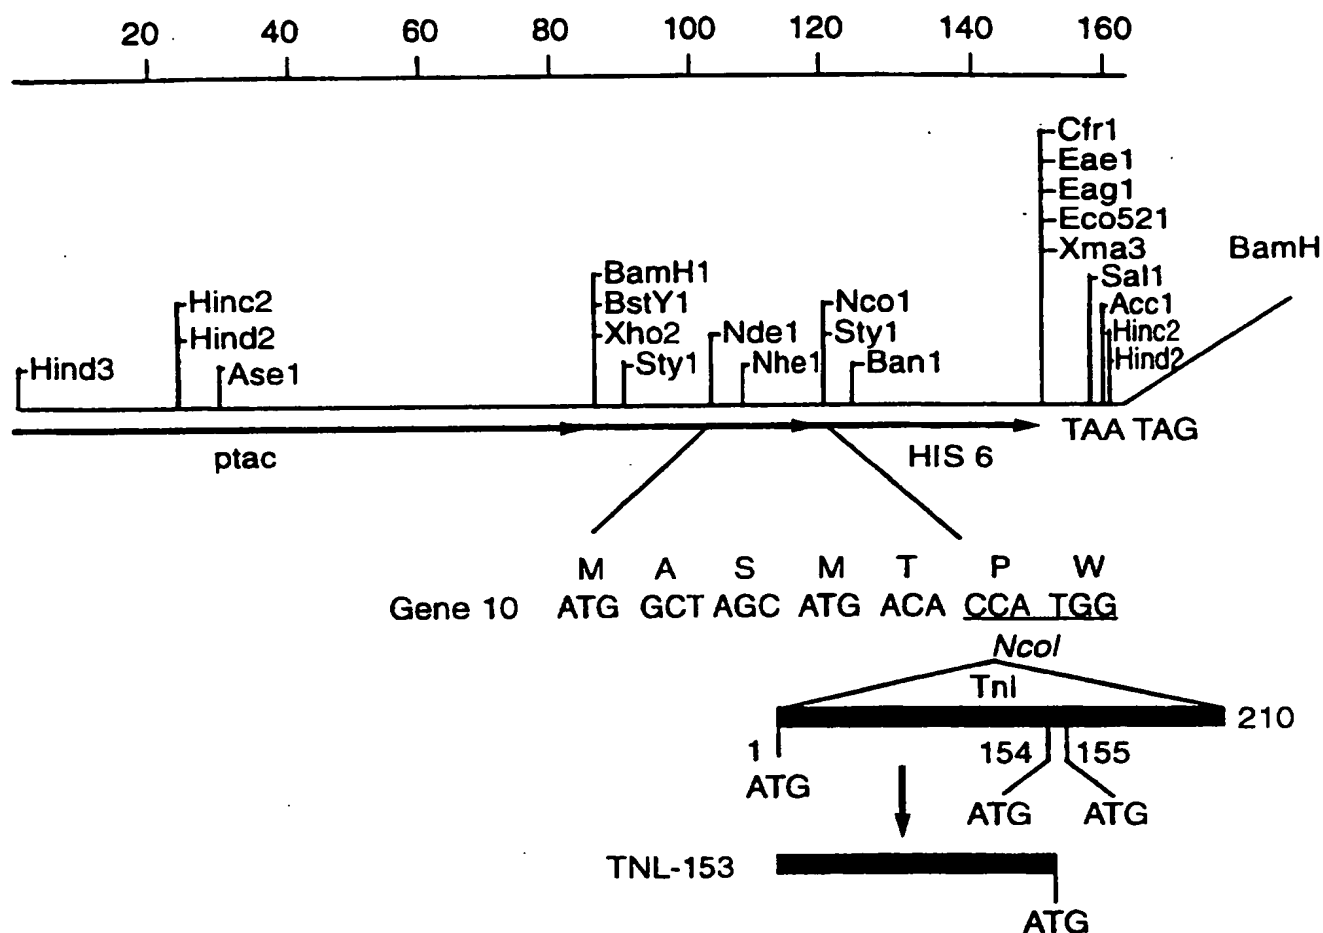 20 40 60 80 100 120 140 160
Cfr1
Eae1
Eag1
Eco521
Xma3
BamH
BamH1
Sal1
Hinc2
BstY1
Nco1
Acc1
Hind2
Xho2
Nde1
Sty1
Hinc2
Hind3
Ase1
Sty1
Nhe1
Ban1
Hind2
ptac
HIS 6
TAA TAG
M A S M T P W
Gene 10 ATG GCT AGC ATG ACA CCA TGG
NcoI
TnI
210
1 154 155
ATG ATG ATG
TNL-153
ATG